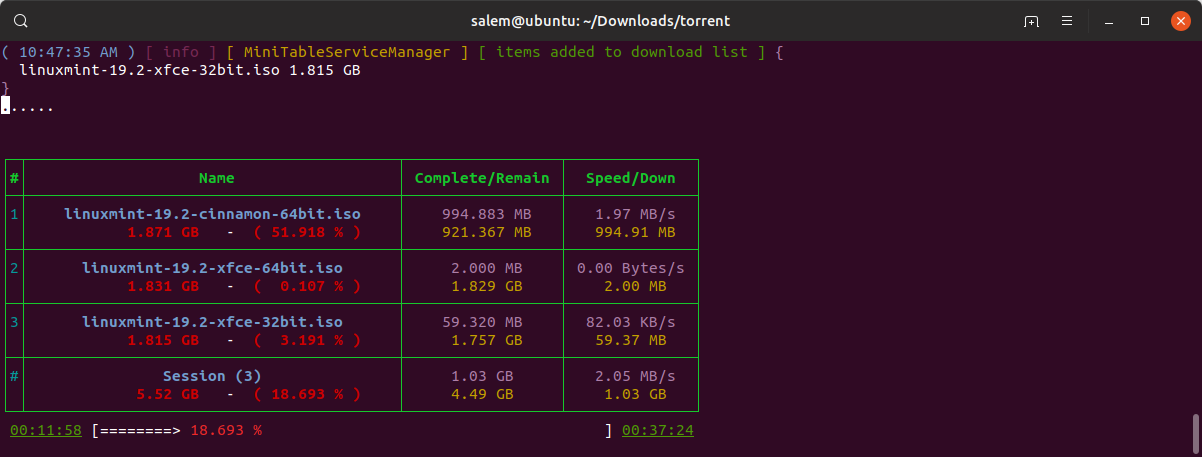 salem@ubuntu: ~/Downloads/torrent
( 10:47:35 AM ) [ info ] [ MiniTableServiceManager ] [ items added to download list ] {
linuxmint-19.2-xfce-32bit.iso 1.815 GB
}
......
# Name Complete/Remain Speed/Down
1 linuxmint-19.2-cinnamon-64bit.iso 994.883 MB 1.97 MB/s
1.871 GB - ( 51.918 % ) 921.367 MB 994.91 MB
2 linuxmint-19.2-xfce-64bit.iso 2.000 MB 0.00 Bytes/s
1.831 GB - ( 0.107 % ) 1.829 GB 2.00 MB
3 linuxmint-19.2-xfce-32bit.iso 59.320 MB 82.03 KB/s
1.815 GB - ( 3.191 % ) 1.757 GB 59.37 MB
# Session (3) 1.03 GB 2.05 MB/s
5.52 GB - ( 18.693 % ) 4.49 GB 1.03 GB
00:11:58 [========> 18.693 % ] 00:37:24